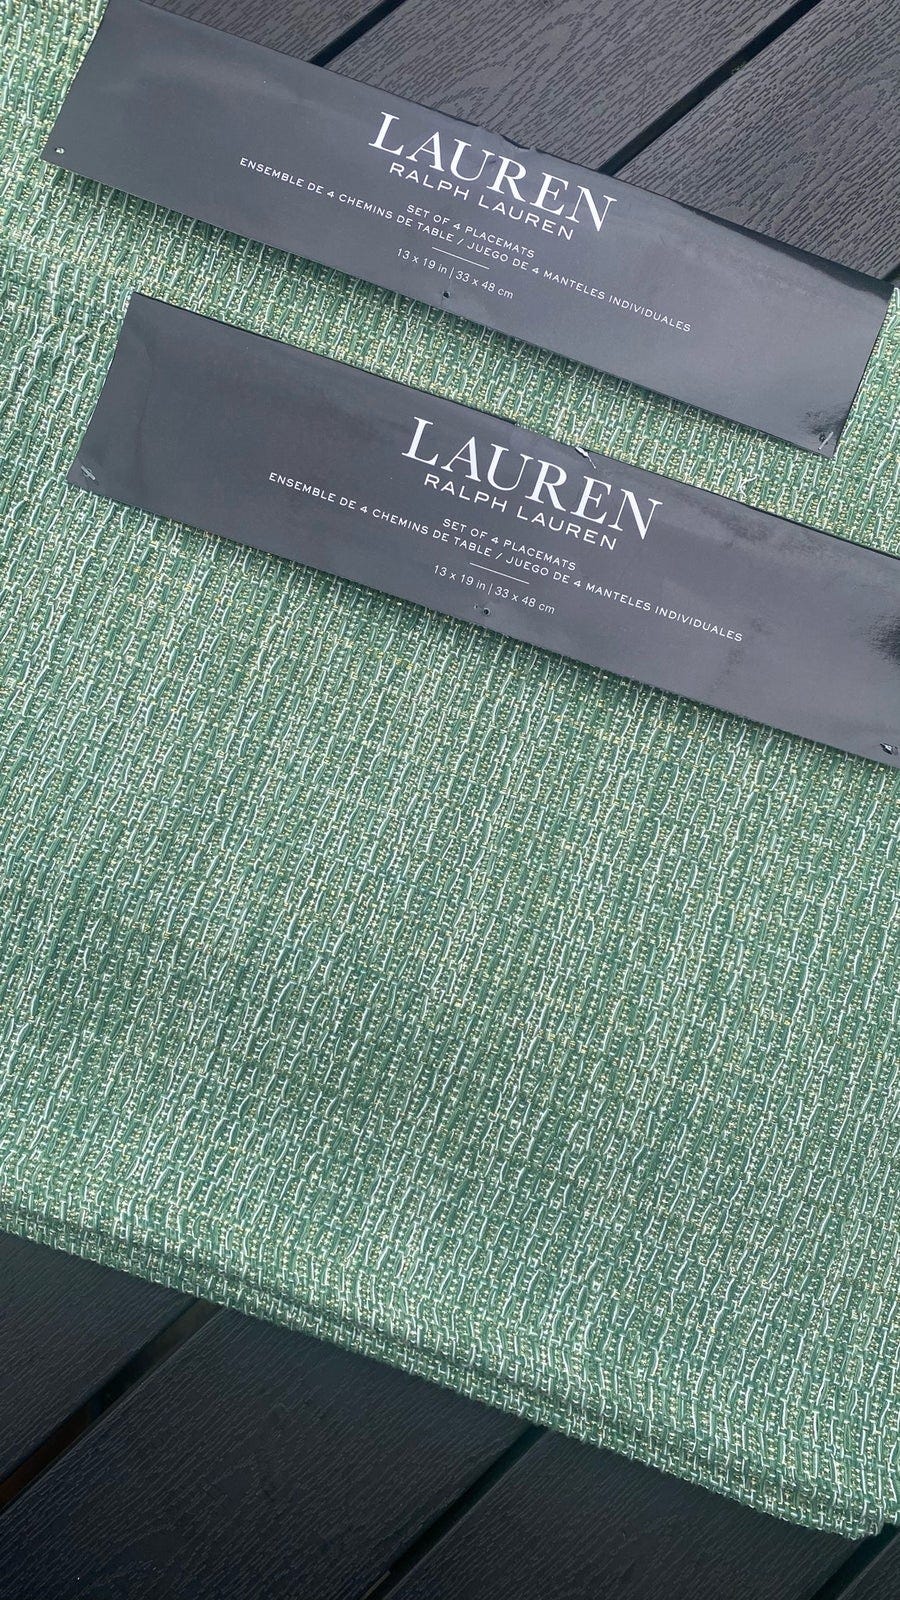 LAUREN
RALPH LAUREN
SET OF 4 PLACEMATS
ENSEMBLE DE 4 CHEMINS DE TABLE / JUEGO DE 4 MANTELES INDIVIDUALES
13 x 19 in | 33 x 48 cm
LAUREN
RALPH LAUREN
SET OF 4 PLACEMATS
ENSEMBLE DE 4 CHEMINS DE TABLE / JUEGO DE 4 MANTELES INDIVIDUALES
13 x 19 in | 33 x 48 cm